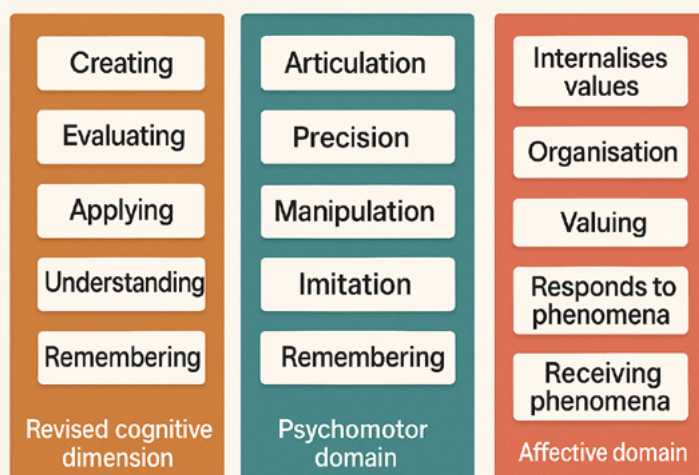 Creating
Evaluating
Applying
Understanding
Remembering
Revised cognitive
dimension
Articulation
Precision
Manipulation
Imitation
Remembering
Psychomotor
domain
Internalises
values
Organisation
Valuing
Responds to
phenomena
Receiving
phenomena
Affective domain